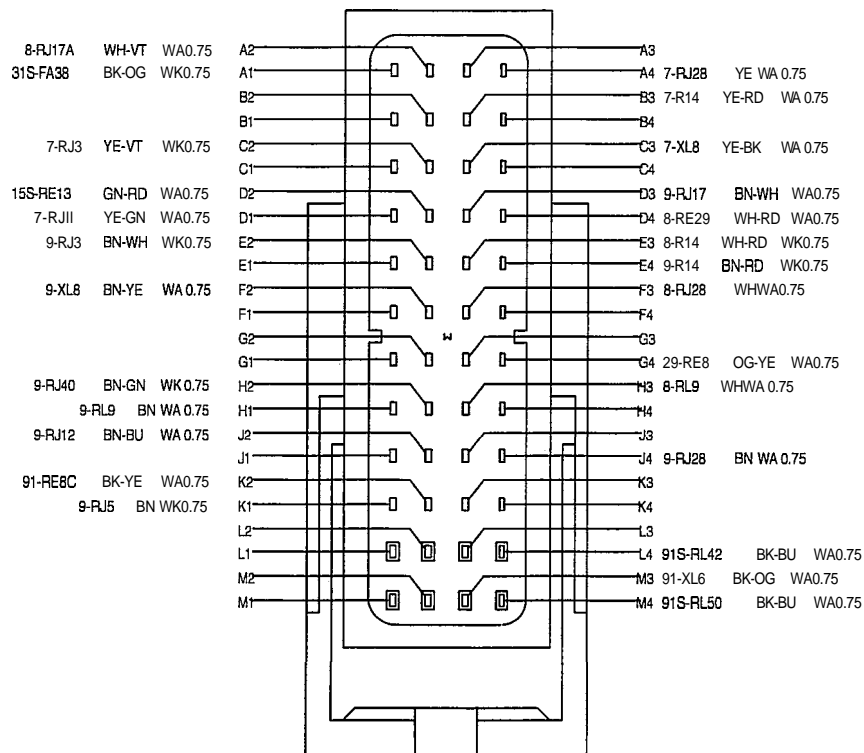 8-RJ17A WH-VT WA0.75 A2 A3
31S-FA38 BK-OG WK0.75 A1 A4 7-RJ28 YE WA 0.75
B2 B3 7-R14 YE-RD WA 0.75
B1 B4
7-RJ3 YE-VT WK0.75 C2 C3 7-XL8 YE-BK WA 0.75
C1 C4
15S-RE13 GN-RD WA0.75 D2 D3 9-RJ17 BN-WH WA0.75
7-RJII YE-GN WA0.75 D1 D4 8-RE29 WH-RD WA0.75
9-RJ3 BN-WH WK0.75 E2 E3 8-R14 WH-RD WK0.75
E1 E4 9-R14 BN-RD WK0.75
9-XL8 BN-YE WA 0.75 F2 F3 8-RJ28 WHWA0.75
F1 F4
G2 W G3
G1 G4 29-RE8 OG-YE WA0.75
9-RJ40 BN-GN WK 0.75 H2 H3 8-RL9 WHWA 0.75
9-RL9 BN WA 0.75 H1 H4
9-RJ12 BN-BU WA 0.75 J2 J3
J1 J4 9-RJ28 BN WA 0.75
91-RE8C BK-YE WA0.75 K2 K3
9-RJ5 BN WK0.75 K1 K4
L2 L3
L1 L4 91S-RL42 BK-BU WA0.75
M2 M3 91-XL6 BK-OG WA0.75
M1 M4 91S-RL50 BK-BU WA0.75